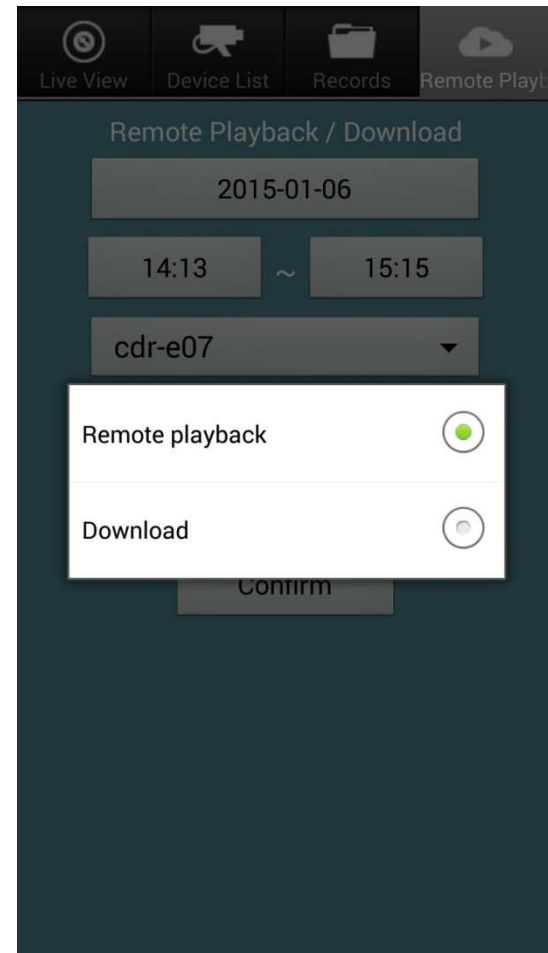 Live View Device List Records Remote Playb
Remote Playback / Download
2015-01-06
14:13 ~ 15:15
cdr-e07
Remote playback
Download
Confirm